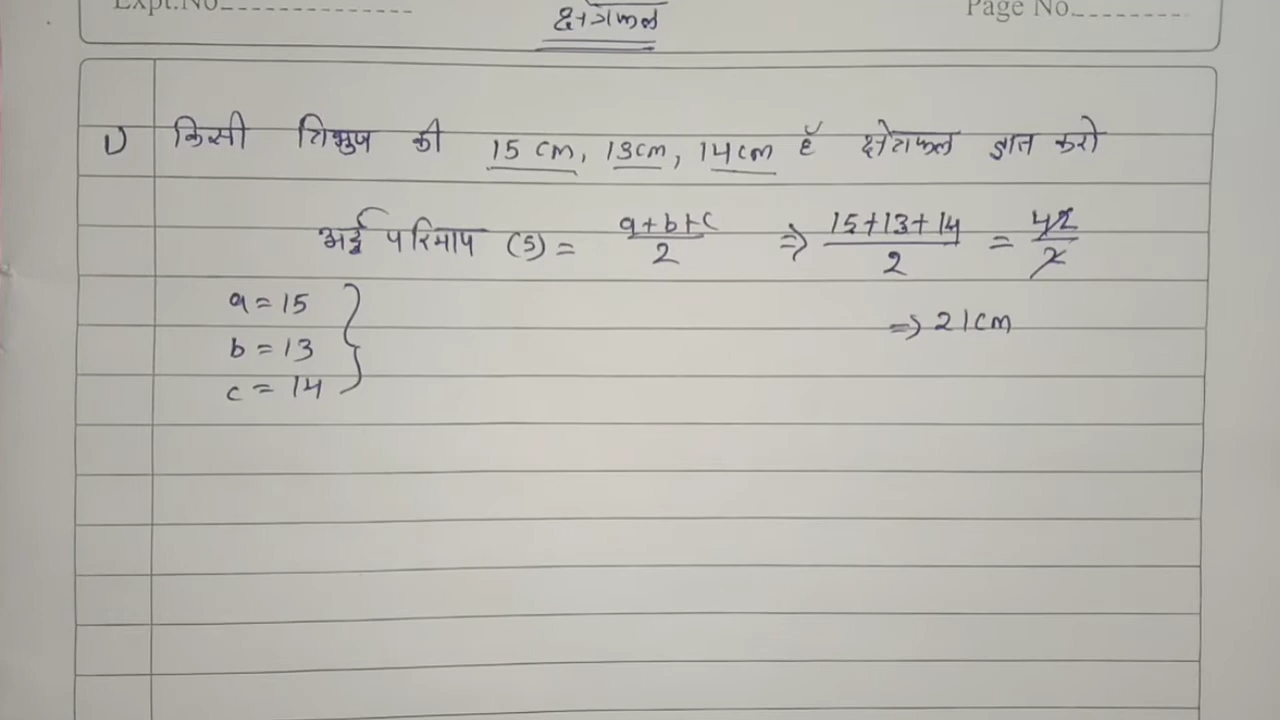 Expt.No
Page No.
क्षेत्रफल
1) किसी त्रिभुज की 15 cm, 13cm, 14cm हैं क्षेत्रफल ज्ञात करो
अर्द्ध परिमाप (S) = a+b+c/2 ⇒ 15+13+14/2 = 42/2
a = 15
⇒ 21cm
b = 13
c = 14